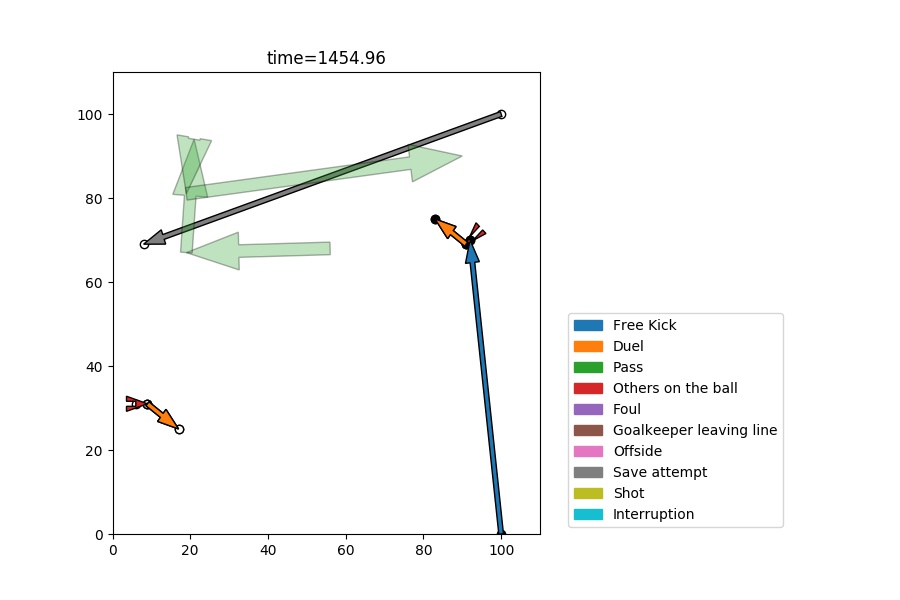 time=1454.96
100
80
60
40
20
0
0 20 40 60 80 100
Free Kick
Duel
Pass
Others on the ball
Foul
Goalkeeper leaving line
Offside
Save attempt
Shot
Interruption